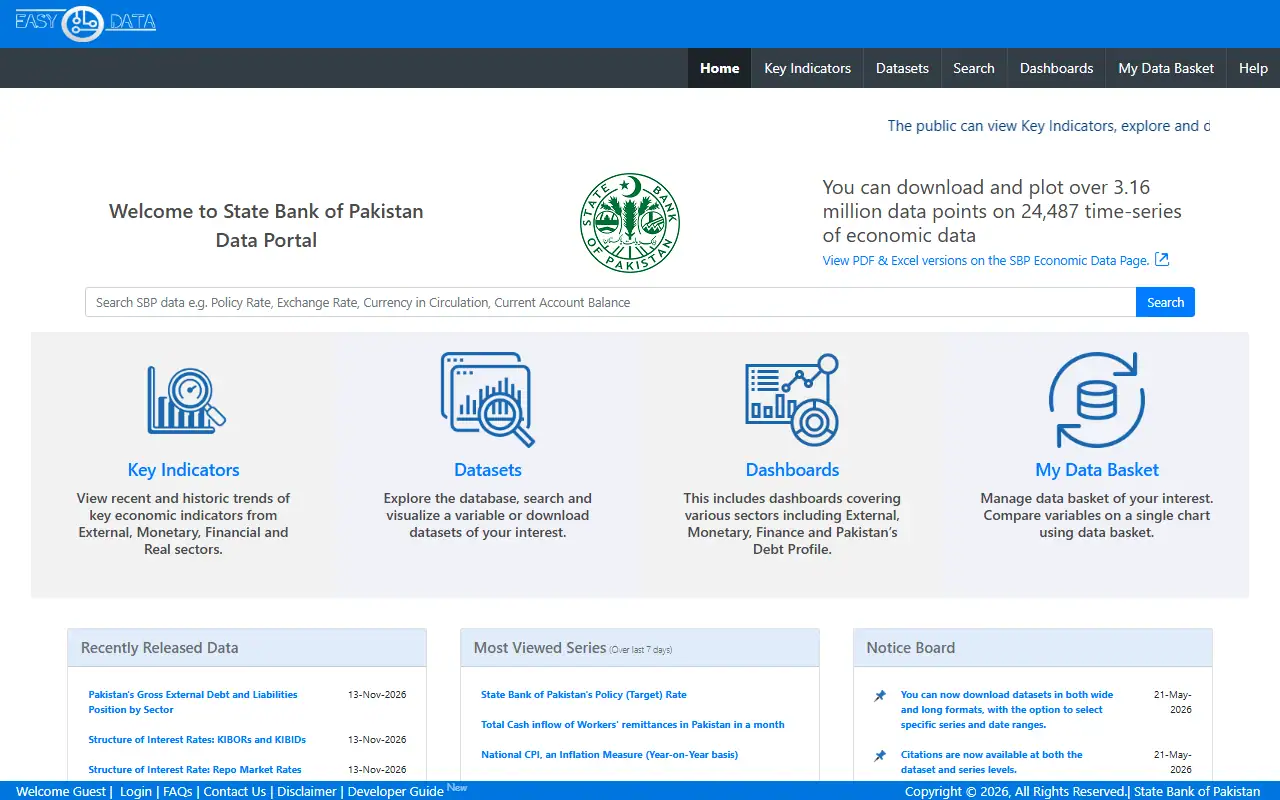 EASY DATA
Home Key Indicators Datasets Search Dashboards My Data Basket Help
The public can view Key Indicators, explore and d
Welcome to State Bank of Pakistan
Data Portal
STATE BANK OF PAKISTAN
You can download and plot over 3.16
million data points on 24,487 time-series
of economic data
View PDF & Excel versions on the SBP Economic Data Page.
Search SBP data e.g. Policy Rate, Exchange Rate, Currency in Circulation, Current Account Balance
Search
Key Indicators
View recent and historic trends of
key economic indicators from
External, Monetary, Financial and
Real sectors.
Datasets
Explore the database, search and
visualize a variable or download
datasets of your interest.
Dashboards
This includes dashboards covering
various sectors including External,
Monetary, Finance and Pakistan's
Debt Profile.
My Data Basket
Manage data basket of your interest.
Compare variables on a single chart
using data basket.
Recently Released Data
Pakistan's Gross External Debt and Liabilities 13-Nov-2026
Position by Sector
Structure of Interest Rates: KIBORs and KIBIDs 13-Nov-2026
Structure of Interest Rate: Repo Market Rates 13-Nov-2026
Most Viewed Series (Over last 7 days)
State Bank of Pakistan's Policy (Target) Rate
Total Cash inflow of Workers' remittances in Pakistan in a month
National CPI, an Inflation Measure (Year-on-Year basis)
Notice Board
You can now download datasets in both wide 21-May-
and long formats, with the option to select 2026
specific series and date ranges.
Citations are now available at both the 21-May-
dataset and series levels. 2026
Welcome Guest | Login | FAQs | Contact Us | Disclaimer | Developer Guide New
Copyright © 2026, All Rights Reserved.| State Bank of Pakistan